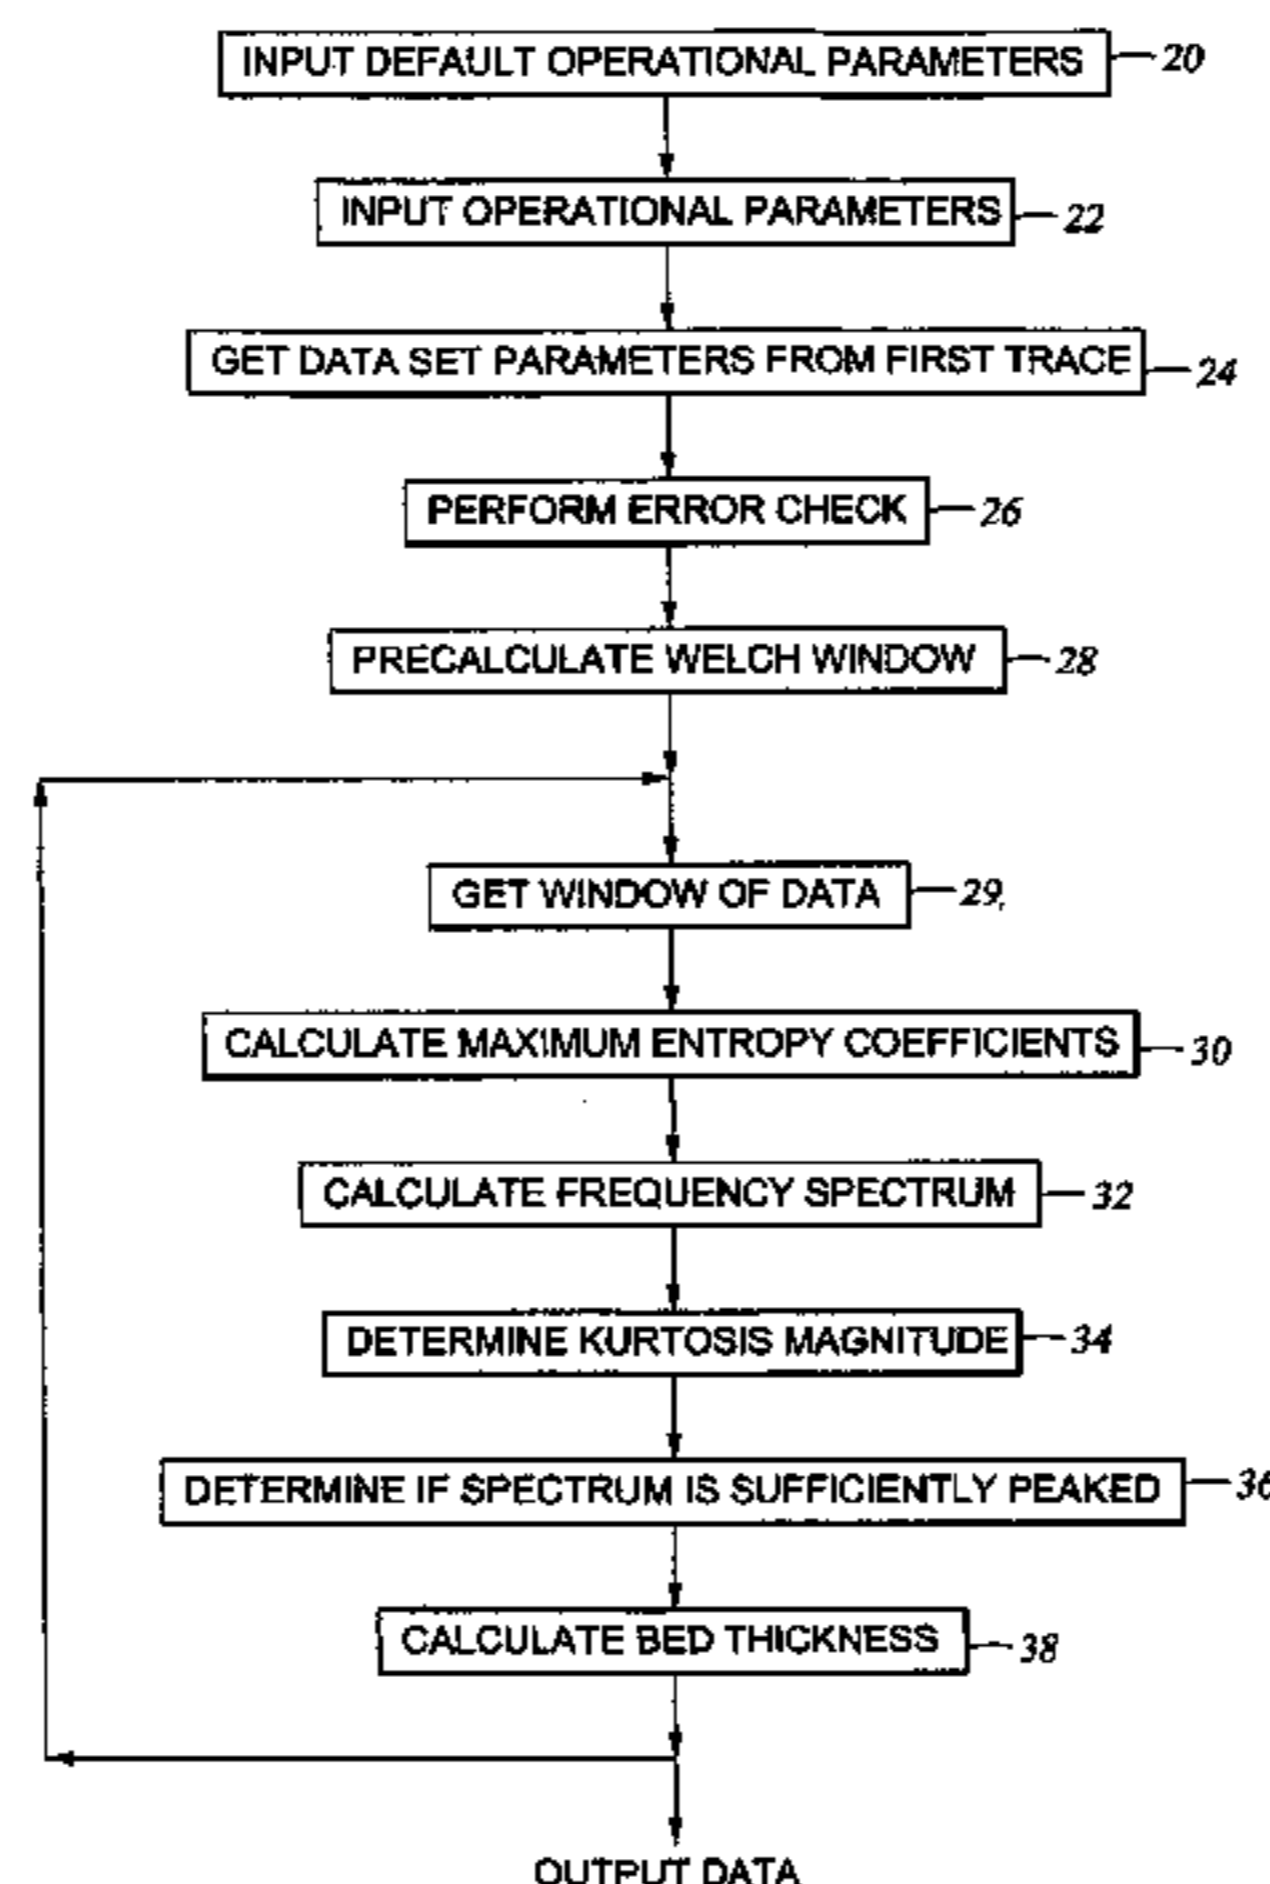 INPUT DEFAULT OPERATIONAL PARAMETERS 20
INPUT OPERATIONAL PARAMETERS 22
GET DATA SET PARAMETERS FROM FIRST TRACE 24
PERFORM ERROR CHECK 26
PRECALCULATE WELCH WINDOW 28
GET WINDOW OF DATA 29
CALCULATE MAXIMUM ENTROPY COEFFICIENTS 30
CALCULATE FREQUENCY SPECTRUM 32
DETERMINE KURTOSIS MAGNITUDE 34
DETERMINE IF SPECTRUM IS SUFFICIENTLY PEAKED 36
CALCULATE BED THICKNESS 38
OUTPUT DATA